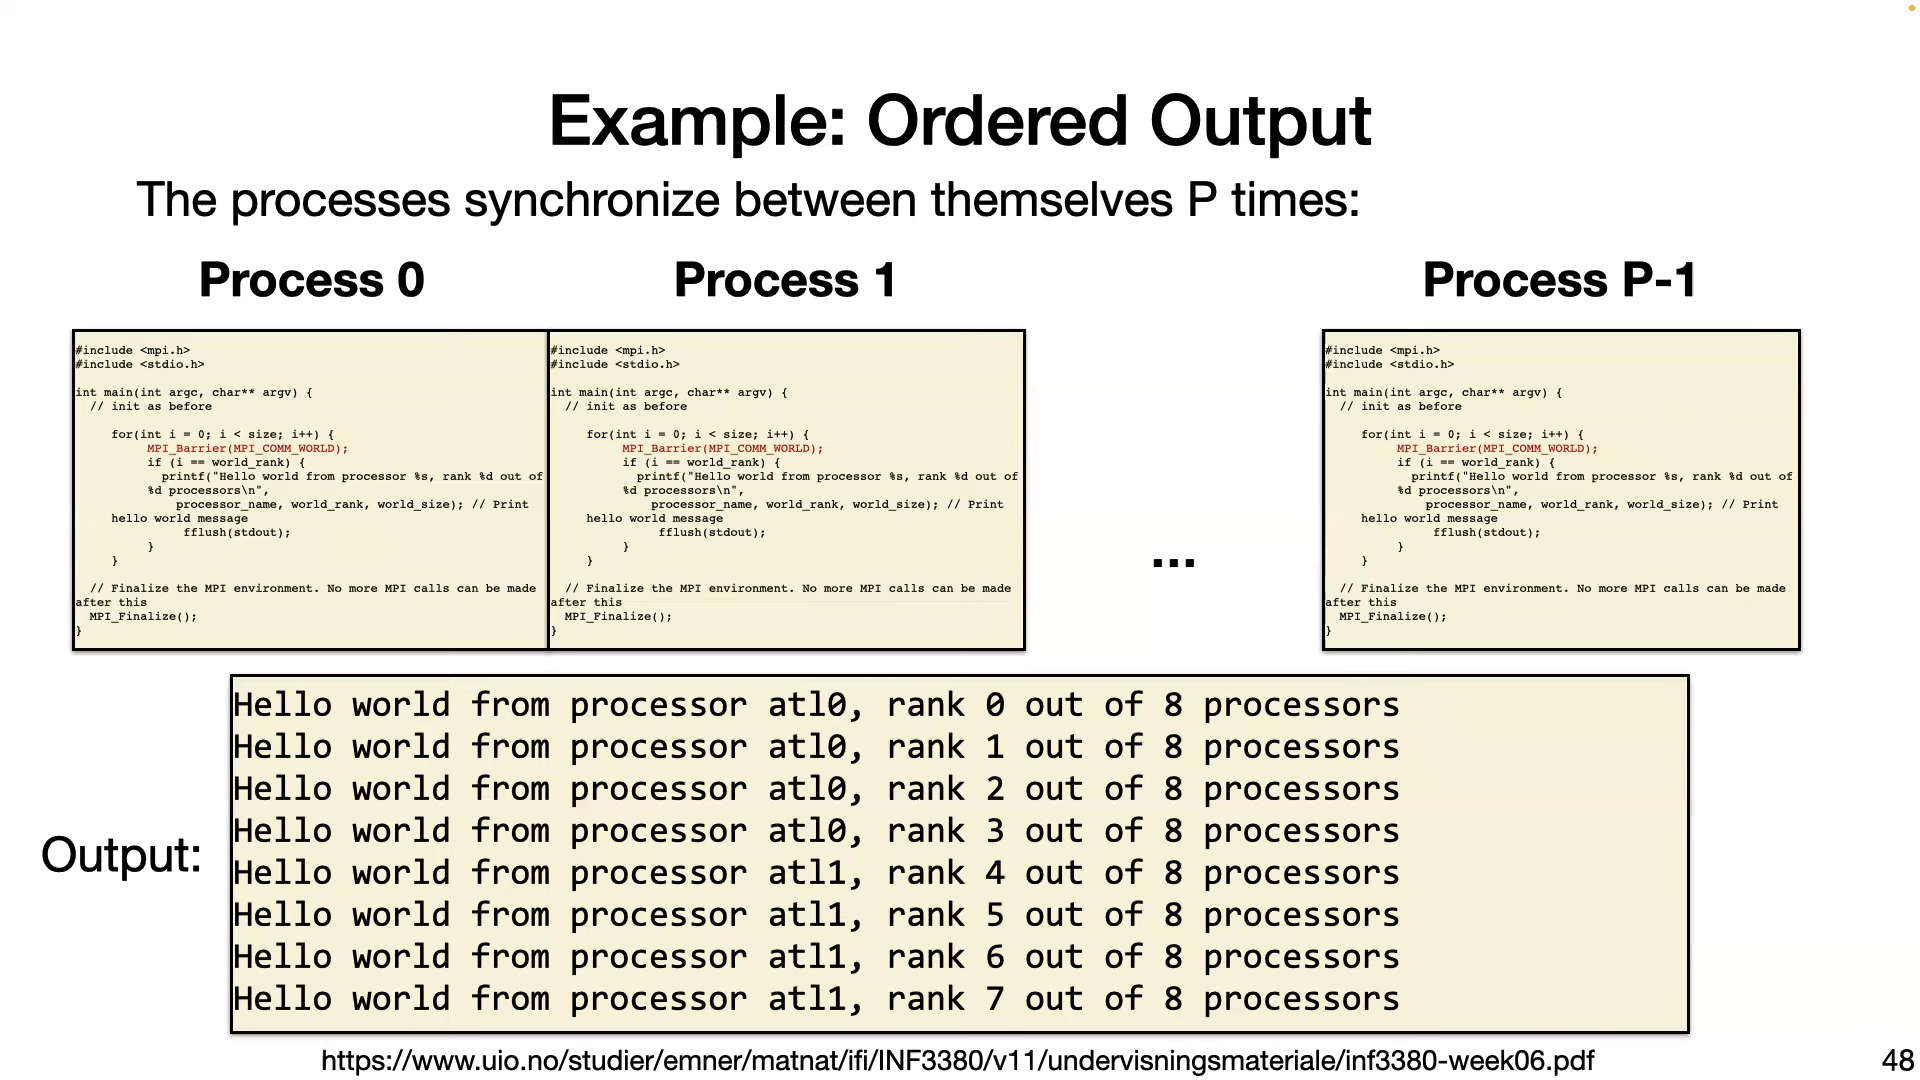 Example: Ordered Output
The processes synchronize between themselves P times:
Process 0
#include <mpi.h>
#include <stdio.h>
int main(int argc, char** argv) {
// init as before
for(int i = 0; i < size; i++) {
MPI_Barrier(MPI_COMM_WORLD);
if (i == world_rank) {
printf("Hello world from processor %s, rank %d out of
%d processors\n",
processor_name, world_rank, world_size); // Print
hello world message
fflush(stdout);
}
}
// Finalize the MPI environment. No more MPI calls can be made
after this
MPI_Finalize();
}
Process 1
#include <mpi.h>
#include <stdio.h>
int main(int argc, char** argv) {
// init as before
for(int i = 0; i < size; i++) {
MPI_Barrier(MPI_COMM_WORLD);
if (i == world_rank) {
printf("Hello world from processor %s, rank %d out of
%d processors\n",
processor_name, world_rank, world_size); // Print
hello world message
fflush(stdout);
}
}
// Finalize the MPI environment. No more MPI calls can be made
after this
MPI_Finalize();
}
...
Process P-1
#include <mpi.h>
#include <stdio.h>
int main(int argc, char** argv) {
// init as before
for(int i = 0; i < size; i++) {
MPI_Barrier(MPI_COMM_WORLD);
if (i == world_rank) {
printf("Hello world from processor %s, rank %d out of
%d processors\n",
processor_name, world_rank, world_size); // Print
hello world message
fflush(stdout);
}
}
// Finalize the MPI environment. No more MPI calls can be made
after this
MPI_Finalize();
}
Output:
Hello world from processor atl0, rank 0 out of 8 processors
Hello world from processor atl0, rank 1 out of 8 processors
Hello world from processor atl0, rank 2 out of 8 processors
Hello world from processor atl0, rank 3 out of 8 processors
Hello world from processor atl1, rank 4 out of 8 processors
Hello world from processor atl1, rank 5 out of 8 processors
Hello world from processor atl1, rank 6 out of 8 processors
Hello world from processor atl1, rank 7 out of 8 processors
https://www.uio.no/studier/emner/matnat/ifi/INF3380/v11/undervisningsmateriale/inf3380-week06.pdf
48